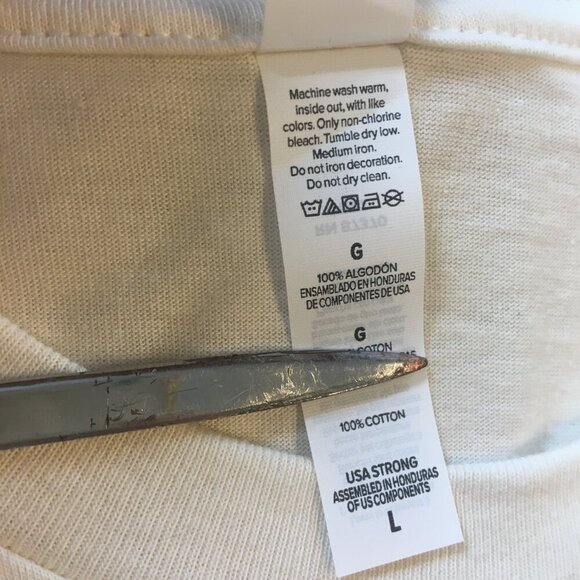 Machine wash warm,
inside out, with like
colors. Only non-chlorine
bleach. Tumble dry low.
Medium iron.
Do not iron decoration.
Do not dry clean.
RN 87370
G
100% ALGODÓN
ENSAMBLADO EN HONDURAS
DE COMPONENTES DE USA
G
100% COTTON
USA STRONG
ASSEMBLED IN HONDURAS
OF US COMPONENTS
L